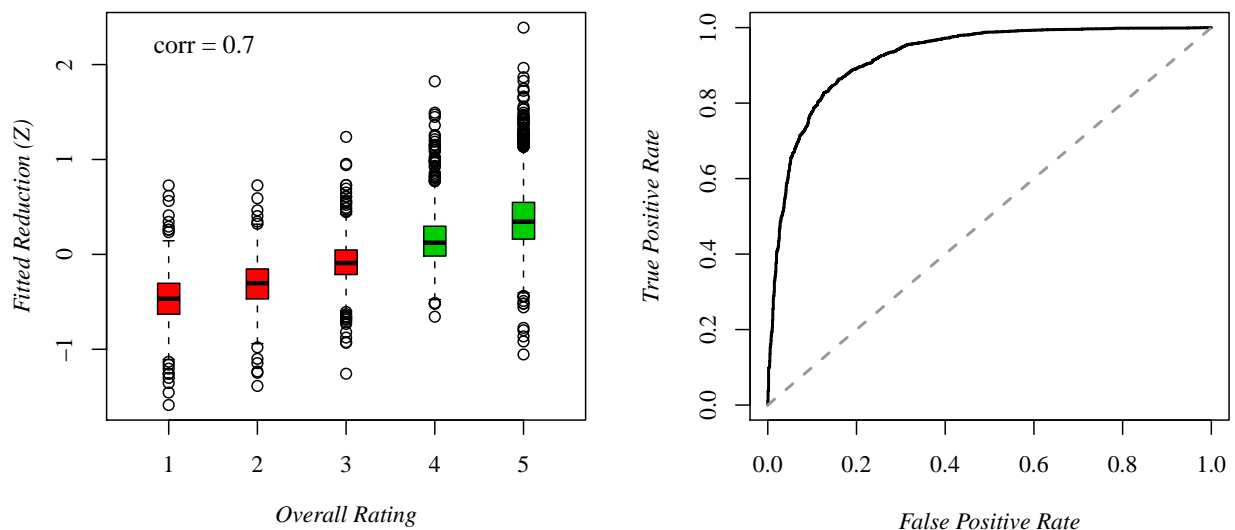 corr = 0.7
2
1
0
−1
Fitted Reduction (Z)
1 2 3 4 5
Overall Rating
1.0
0.8
0.6
0.4
0.2
0.0
True Positive Rate
0.0 0.2 0.4 0.6 0.8 1.0
False Positive Rate